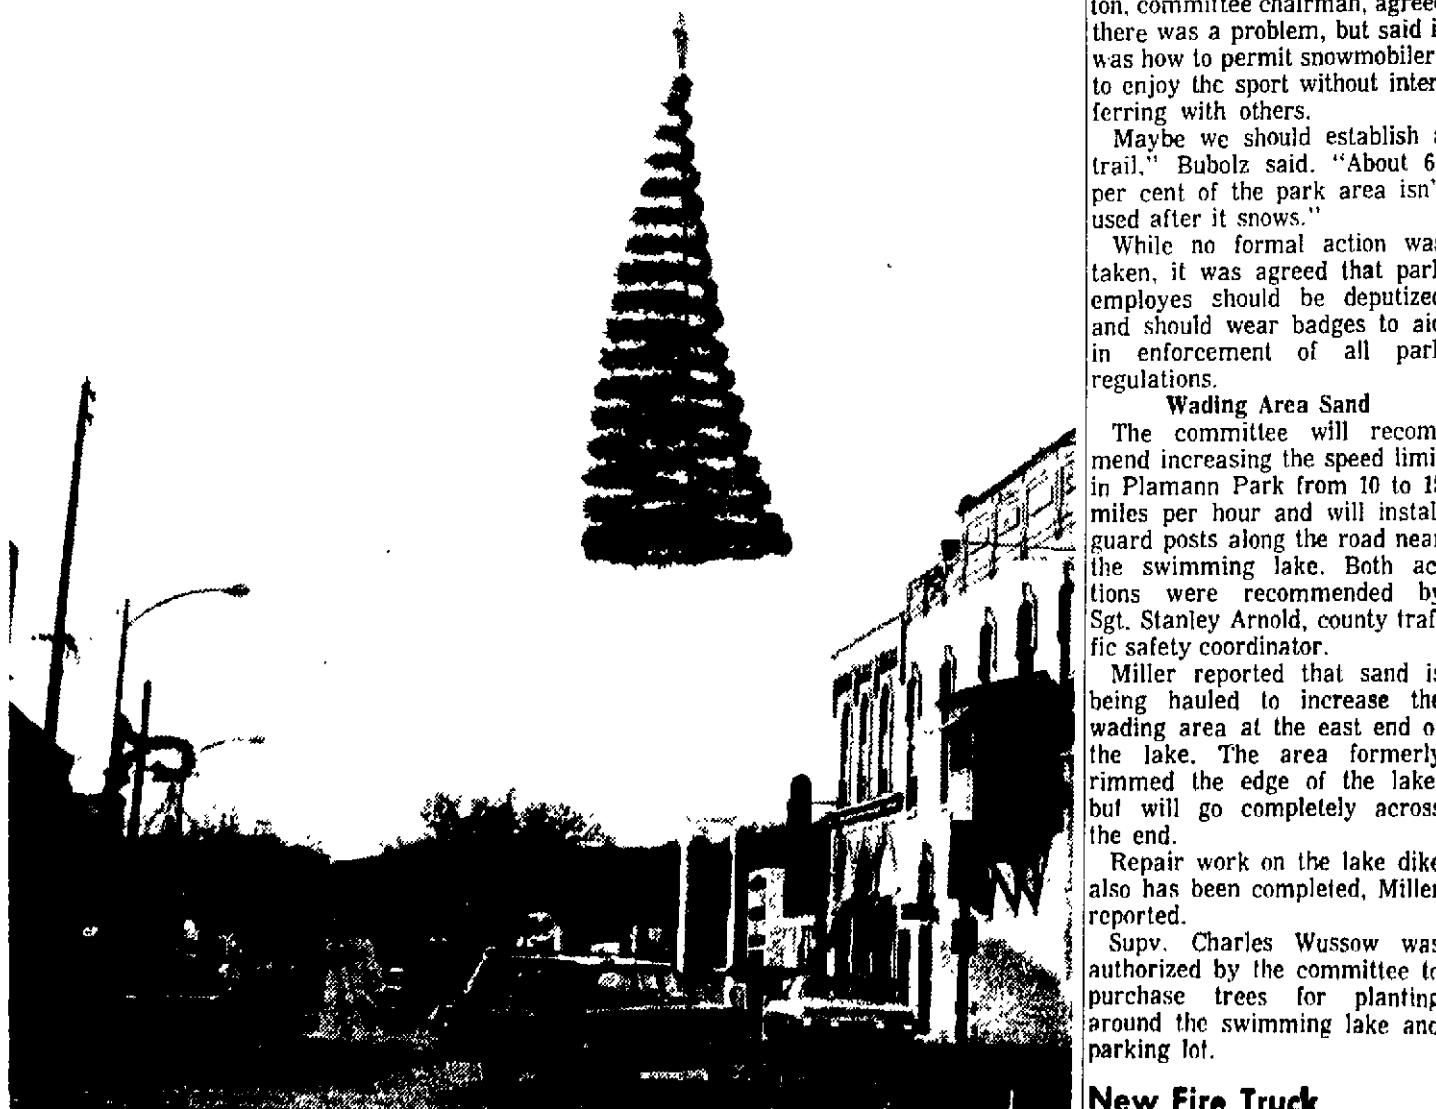 ton, committee chairman, agreed
there was a problem, but said i
was how to permit snowmobiler
to enjoy the sport without inter
ferring with others.
Maybe we should establish a
trail," Bubolz said. "About 6
per cent of the park area isn'
used after it snows."
While no formal action was
taken, it was agreed that park
employes should be deputized
and should wear badges to aid
in enforcement of all park
regulations.
Wading Area Sand
The committee will recom
mend increasing the speed limi
in Plamann Park from 10 to 15
miles per hour and will instal
guard posts along the road near
the swimming lake. Both ac
tions were recommended by
Sgt. Stanley Arnold, county traf
fic safety coordinator.
Miller reported that sand is
being hauled to increase the
wading area at the east end o
the lake. The area formerly
rimmed the edge of the lake
but will go completely across
the end.
Repair work on the lake dike
also has been completed, Miller
reported.
Supv. Charles Wussow was
authorized by the committee to
purchase trees for planting
around the swimming lake and
parking lot.
New Fire Truck